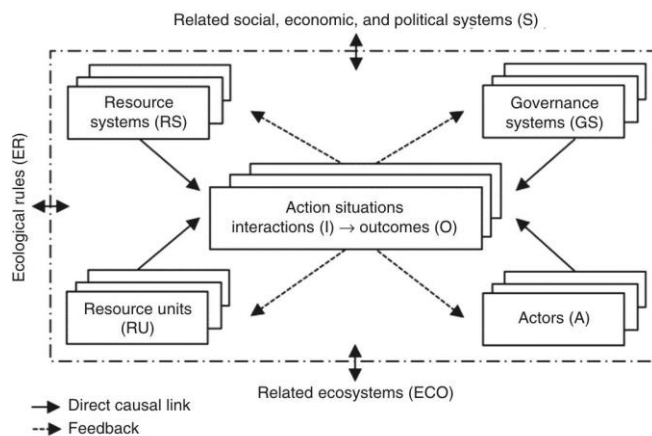 Related social, economic, and political systems (S)
Resource
systems (RS)
Governance
systems (GS)
Ecological rules (ER)
Action situations
interactions (I) → outcomes (O)
Resource units
(RU)
Actors (A)
Related ecosystems (ECO)
Direct causal link
Feedback